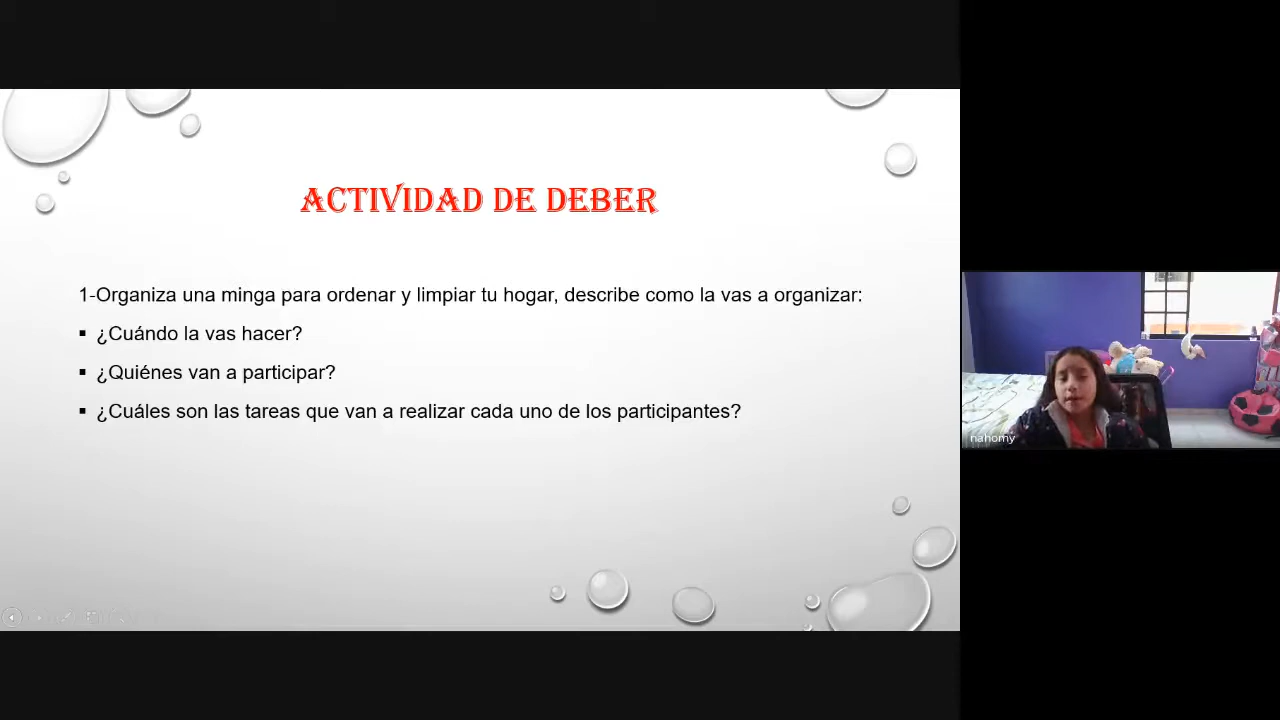 ACTIVIDAD DE DEBER
1-Organiza una minga para ordenar y limpiar tu hogar, describe como la vas a organizar:
▪ ¿Cuándo la vas hacer?
▪ ¿Quiénes van a participar?
▪ ¿Cuáles son las tareas que van a realizar cada uno de los participantes?
nahomy